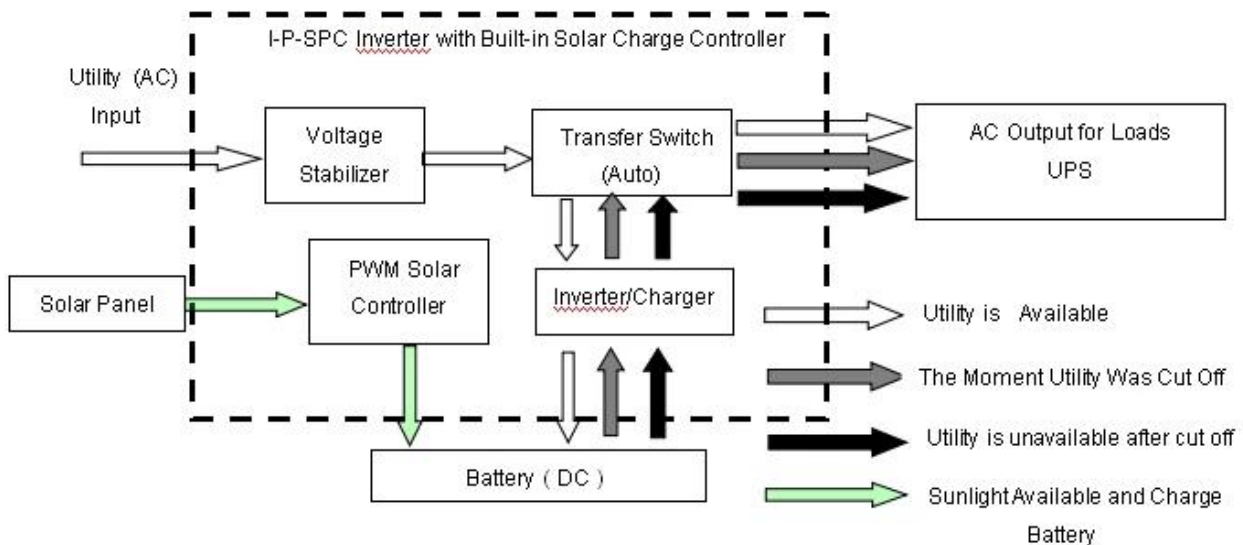 I-P-SPC Inverter with Built-in Solar Charge Controller
Utility (AC)
Input
Voltage
Stabilizer
Transfer Switch
(Auto)
AC Output for Loads
UPS
Solar Panel
PWM Solar
Controller
Inverter/Charger
Battery ( DC )
Utility is Available
The Moment Utility Was Cut Off
Utility is unavailable after cut off
Sunlight Available and Charge
Battery